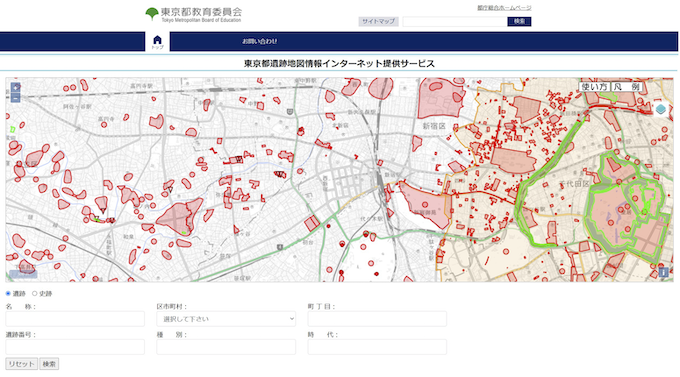 都庁総合ホームページ
東京都教育委員会
Tokyo Metropolitan Board of Education
サイトマップ
検索
トップ
お問い合わせ
東京都遺跡地図情報インターネット提供サービス
使い方
凡 例
新宿区
千代田区
遺跡
史跡
名 称：
区市町村：
町丁目：
選択して下さい
遺跡番号：
種 別：
時 代：
リセット
検索